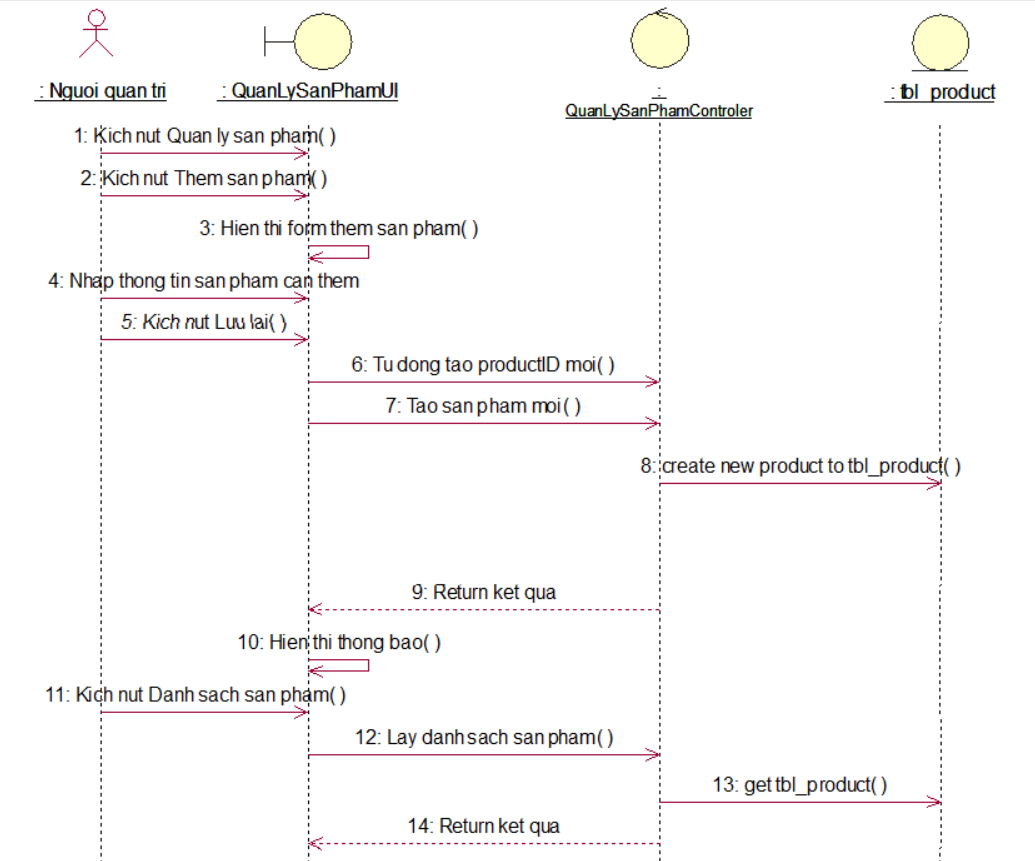 : Nguoi quan tri
: QuanLySanPhamUI
:
QuanLySanPhamControler
: tbl_product
1: Kich nut Quan ly san pham( )
2: Kich nut Them san pham( )
3: Hien thi form them san pham( )
4: Nhap thong tin san pham can them
5: Kich nut Luu lai( )
6: Tu dong tao productID moi( )
7: Tao san pham moi( )
8: create new product to tbl_product( )
9: Return ket qua
10: Hien thi thong bao( )
11: Kich nut Danh sach san pham( )
12: Lay danh sach san pham( )
13: get tbl_product( )
14: Return ket qua